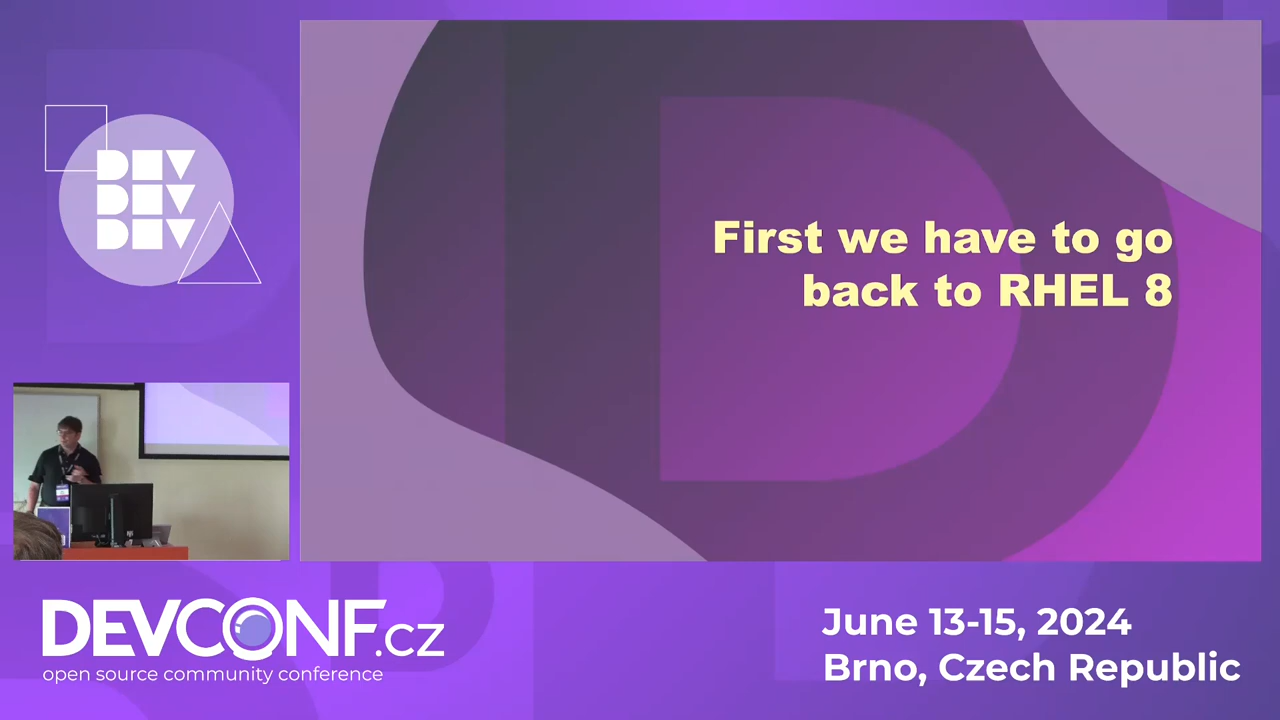 DEV
DEV
DEV
First we have to go
back to RHEL 8
DEVCONF.cz
open source community conference
June 13-15, 2024
Brno, Czech Republic